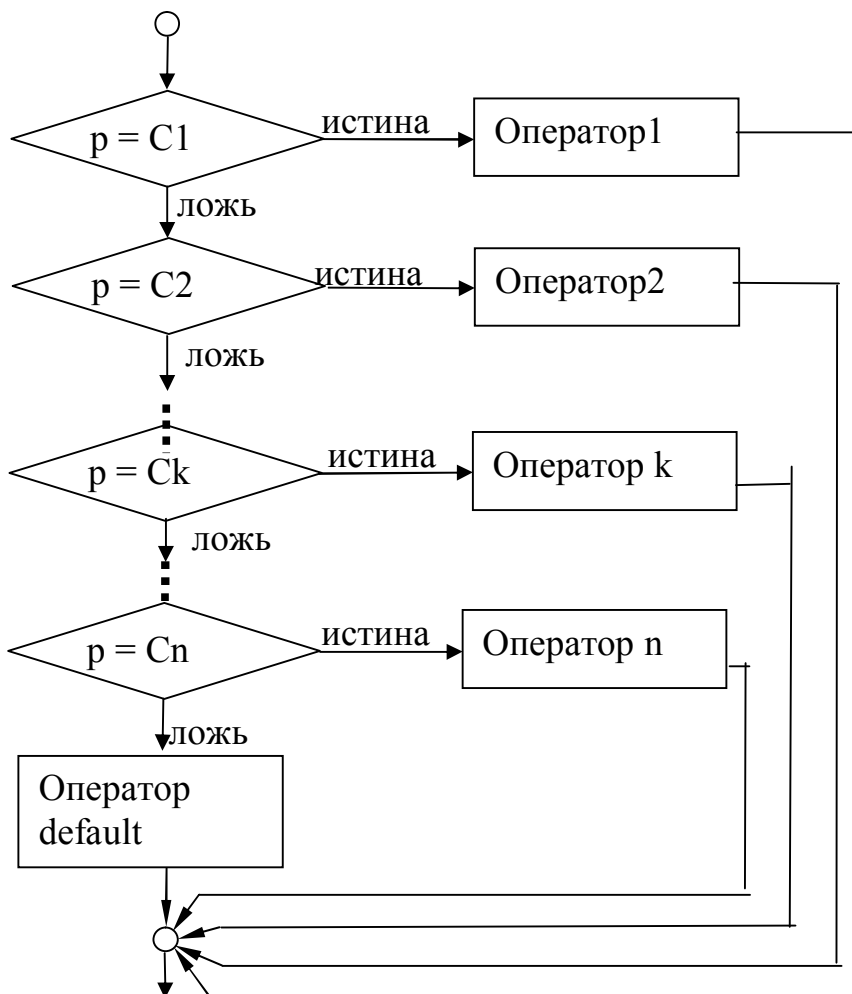 p = C1
истина
Оператор1
ложь
p = C2
истина
Оператор2
ложь
p = Ck
истина
Оператор k
ложь
p = Cn
истина
Оператор n
ложь
Оператор
default